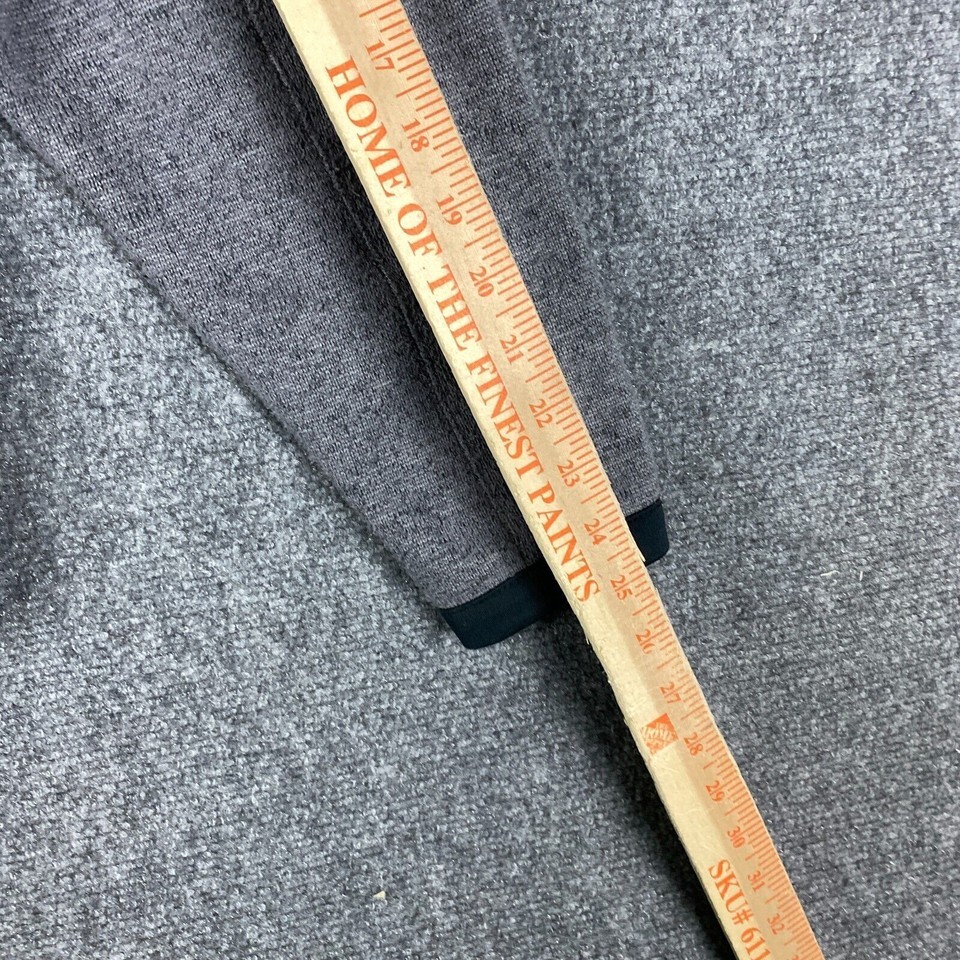 17 18 19 20 21 22 23 24 25 26 27 28 29 30 31 32
HOME OF THE FINEST PAINTS
SKU# 611